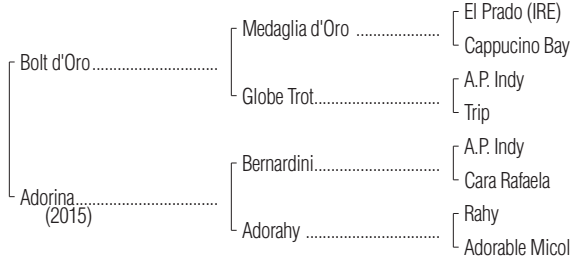 El Prado (IRE)
Medaglia d'Oro ....................
Cappucino Bay
Bolt d'Oro..............................
A.P. Indy
Globe Trot..............................
Trip
A.P. Indy
Bernardini..............................
Cara Rafaela
Adorina..................................
(2015)
Rahy
Adorahy ................................
Adorable Micol